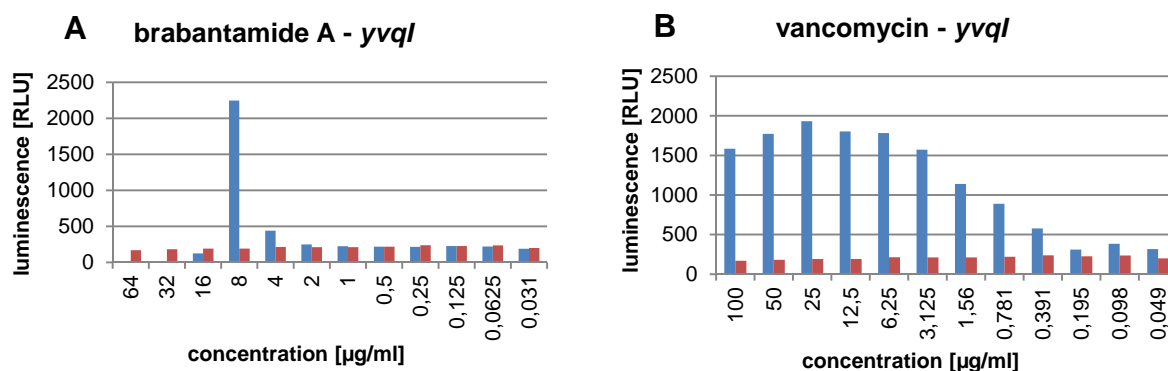 A brabantamide A - yvqI
luminescence [RLU]
2500
2000
1500
1000
500
0
64 32 16 8 4 2 1 0,5 0,25 0,125 0,0625 0,031
concentration [µg/ml]
B vancomycin - yvqI
luminescence [RLU]
2500
2000
1500
1000
500
0
100 50 25 12,5 6,25 3,125 1,56 0,781 0,391 0,195 0,098 0,049
concentration [µg/ml]